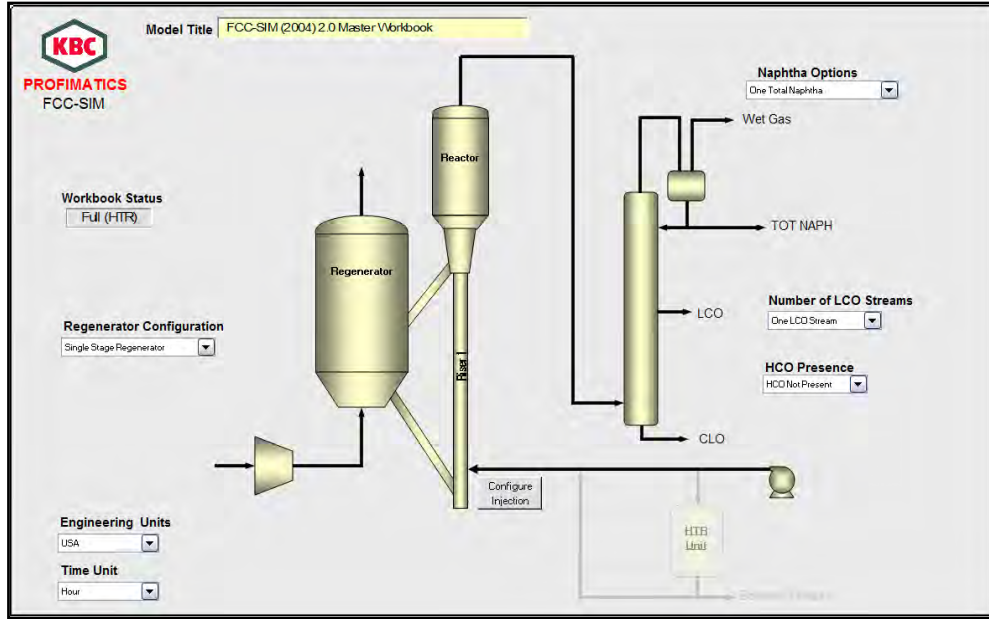 Model Title FCC-SIM (2004) 2.0 Master Workbook
KBC
PROFIMATICS
FCC-SIM
Naphtha Options
One Total Naphtha
Wet Gas
Reactor
Workbook Status
Full (HTR)
TOT NAPH
Regenerator
Number of LCO Streams
LCO
One LCO Stream
Regenerator Configuration
Single Stage Regenerator
Riser 1
HCO Presence
HCO Not Present
CLO
Configure
Injection
Engineering Units
USA
HTR
Unit
Time Unit
Hour